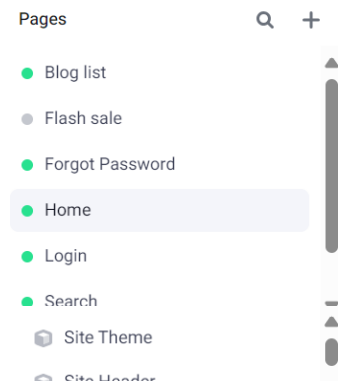 Pages
Blog list
Flash sale
Forgot Password
Home
Login
Search
Site Theme
Site Header